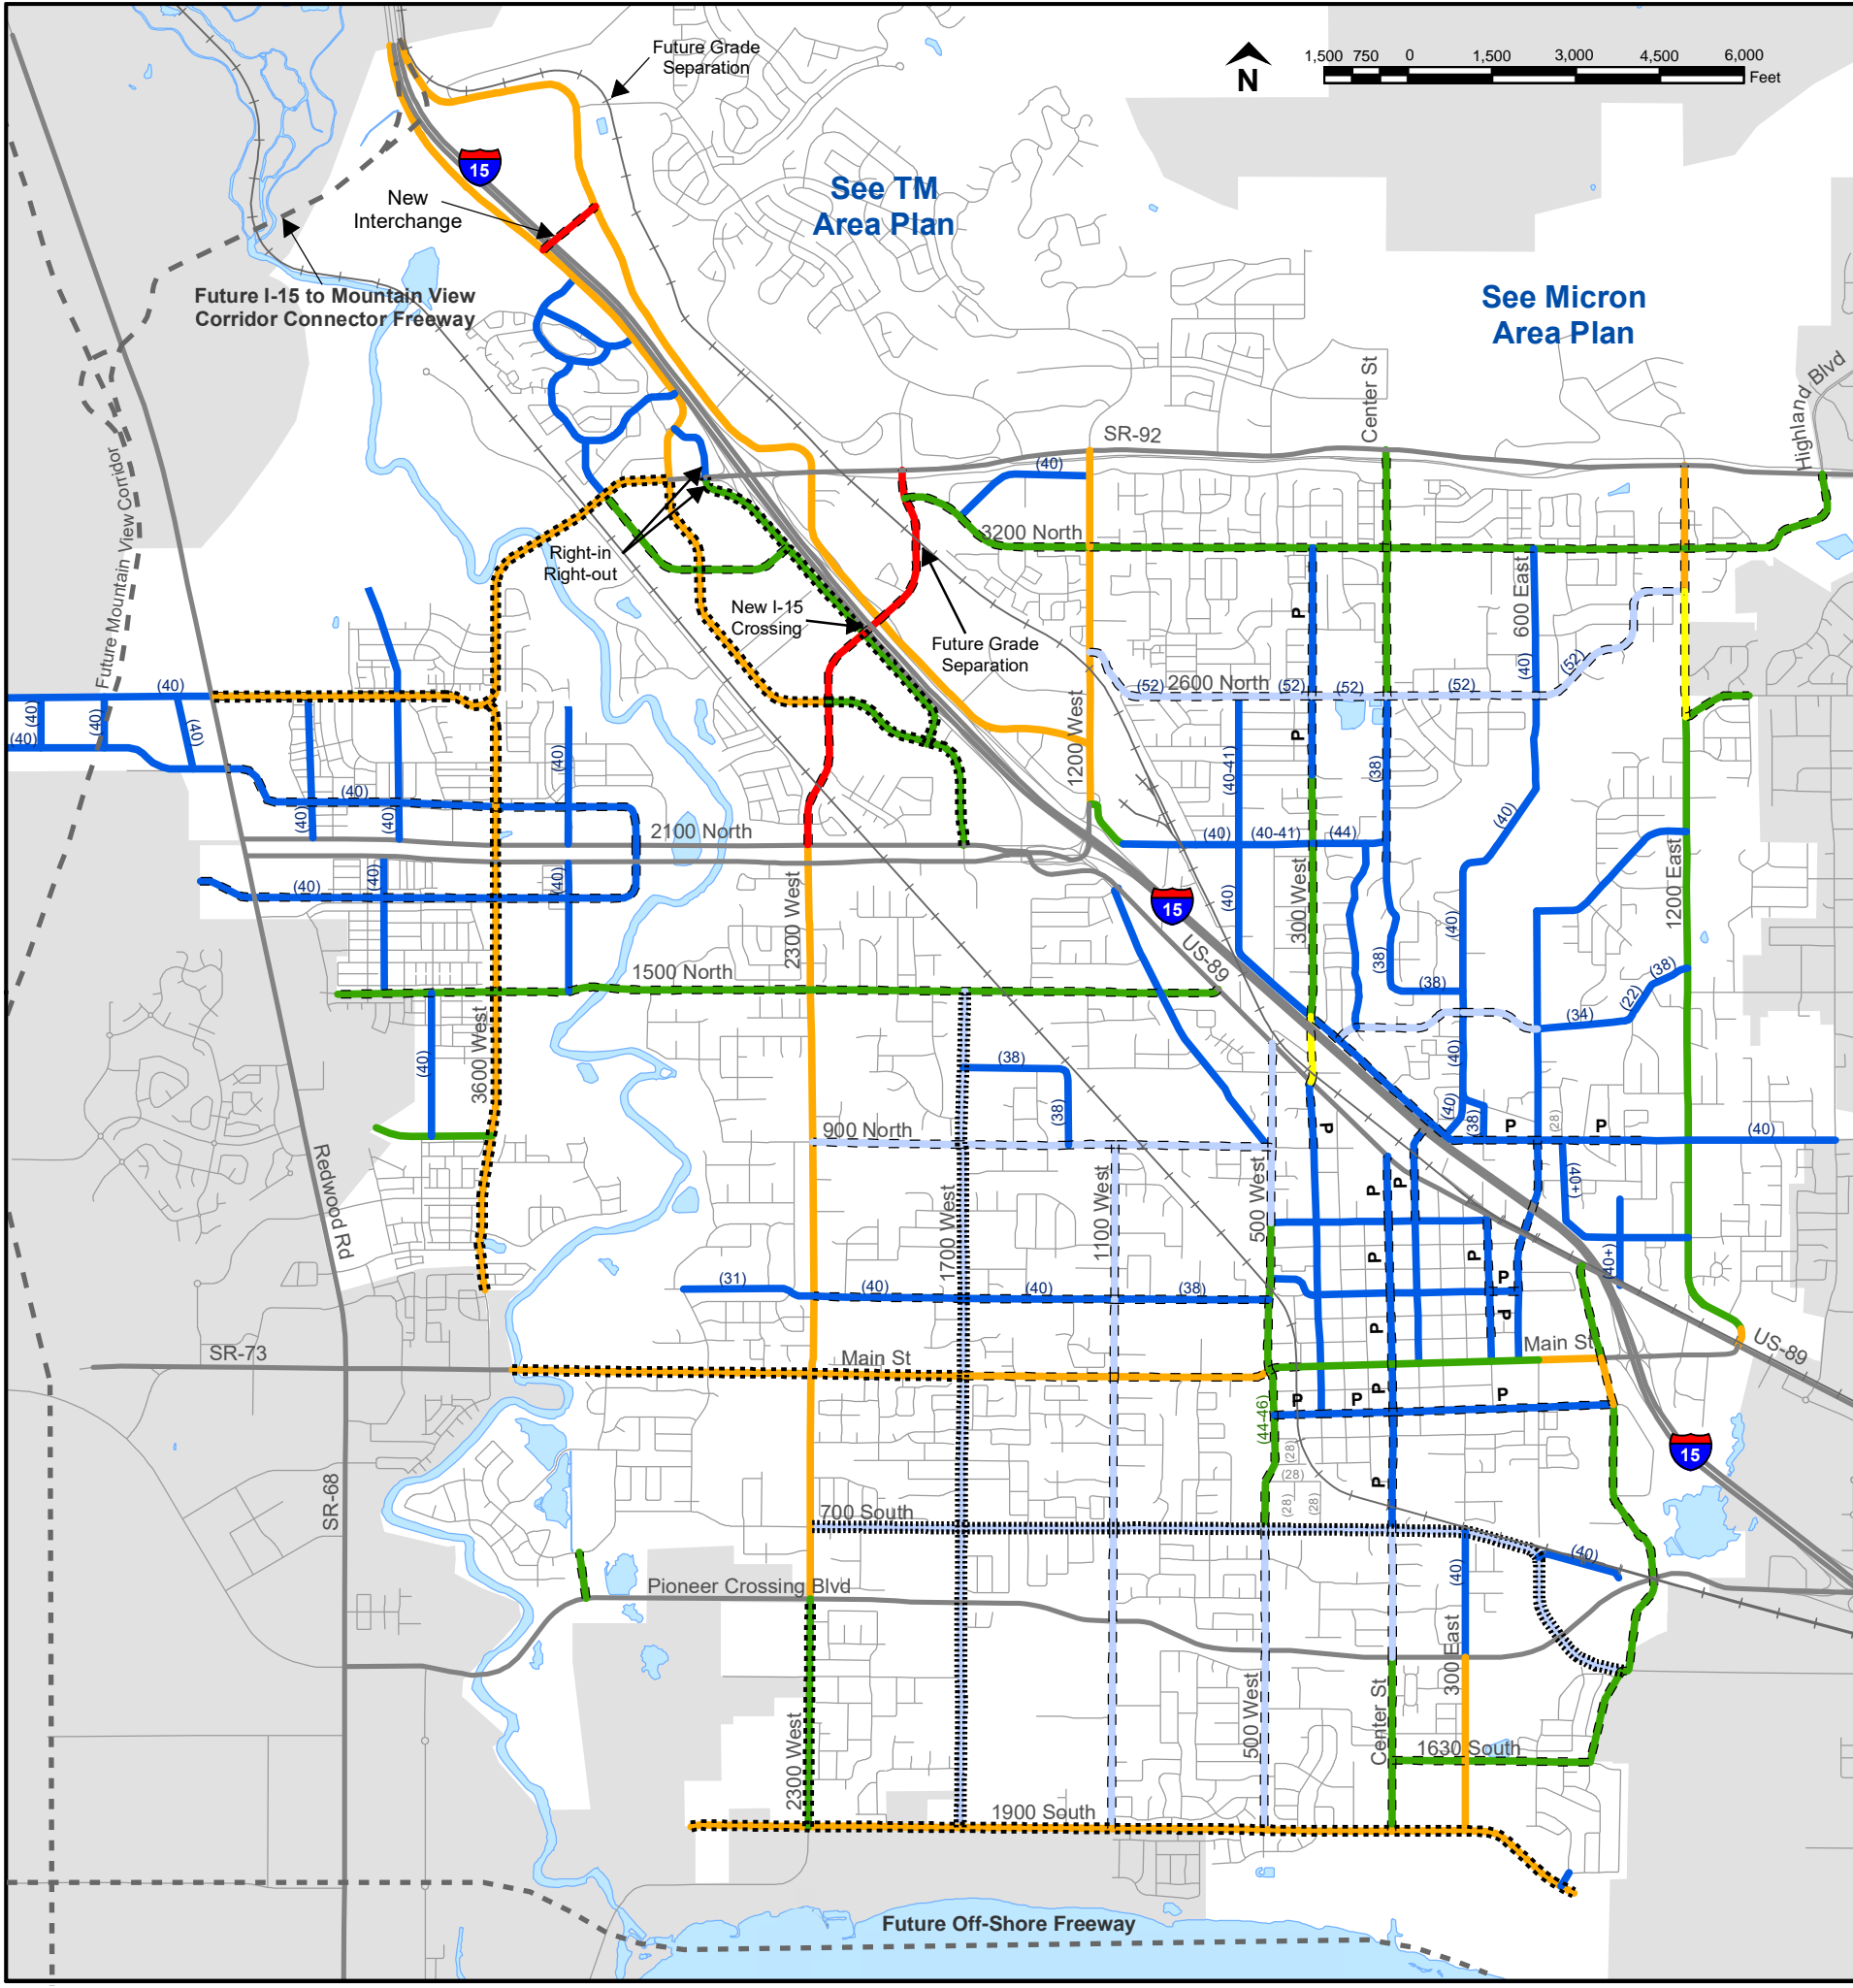 Future Grade
Separation
1,500 750 0 1,500 3,000 4,500 6,000
Feet
N
15
See TM
Area Plan
New
Interchange
Future I-15 to Mountain View
Corridor Connector Freeway
See Micron
Area Plan
Center St
Highland Blvd
SR-92
(40)
3200 North
Right-in
Right-out
New I-15
Crossing
Future Grade
Separation
P
600 East
(40)
(52)
Future Mountain View Corridor
(40)
(40)
(40)
(40)
(40)
(52)
2600 North
(52)
(52)
(52)
1200 West
P
(40-41)
(38)
(40)
(40)
(40)
(40)
(40)
2100 North
(40)
(40-41)
(44)
(40)
(40)
(40)
(40)
2300 West
15
(40)
300 West
(40)
1200 East
US-89
1500 North
(38)
(38)
(38)
(22)
(34)
3600 West
(40)
(38)
(38)
(40)
900 North
P
(40)
(38)
P
(28)
P
(40)
Redwood Rd
1700 West
1100 West
500 West
P
P
(40+)
P
P
(40+)
(31)
(40)
(40)
(38)
P
P
P
SR-73
Main St
Main St
US-89
(44-46)
P
P
P
P
15
(28)
(28)
(28)
(28)
P
SR-68
700 South
(40)
(40)
Pioneer Crossing Blvd
300 East
2300 West
500 West
Center St
1630 South
1900 South
Future Off-Shore Freeway